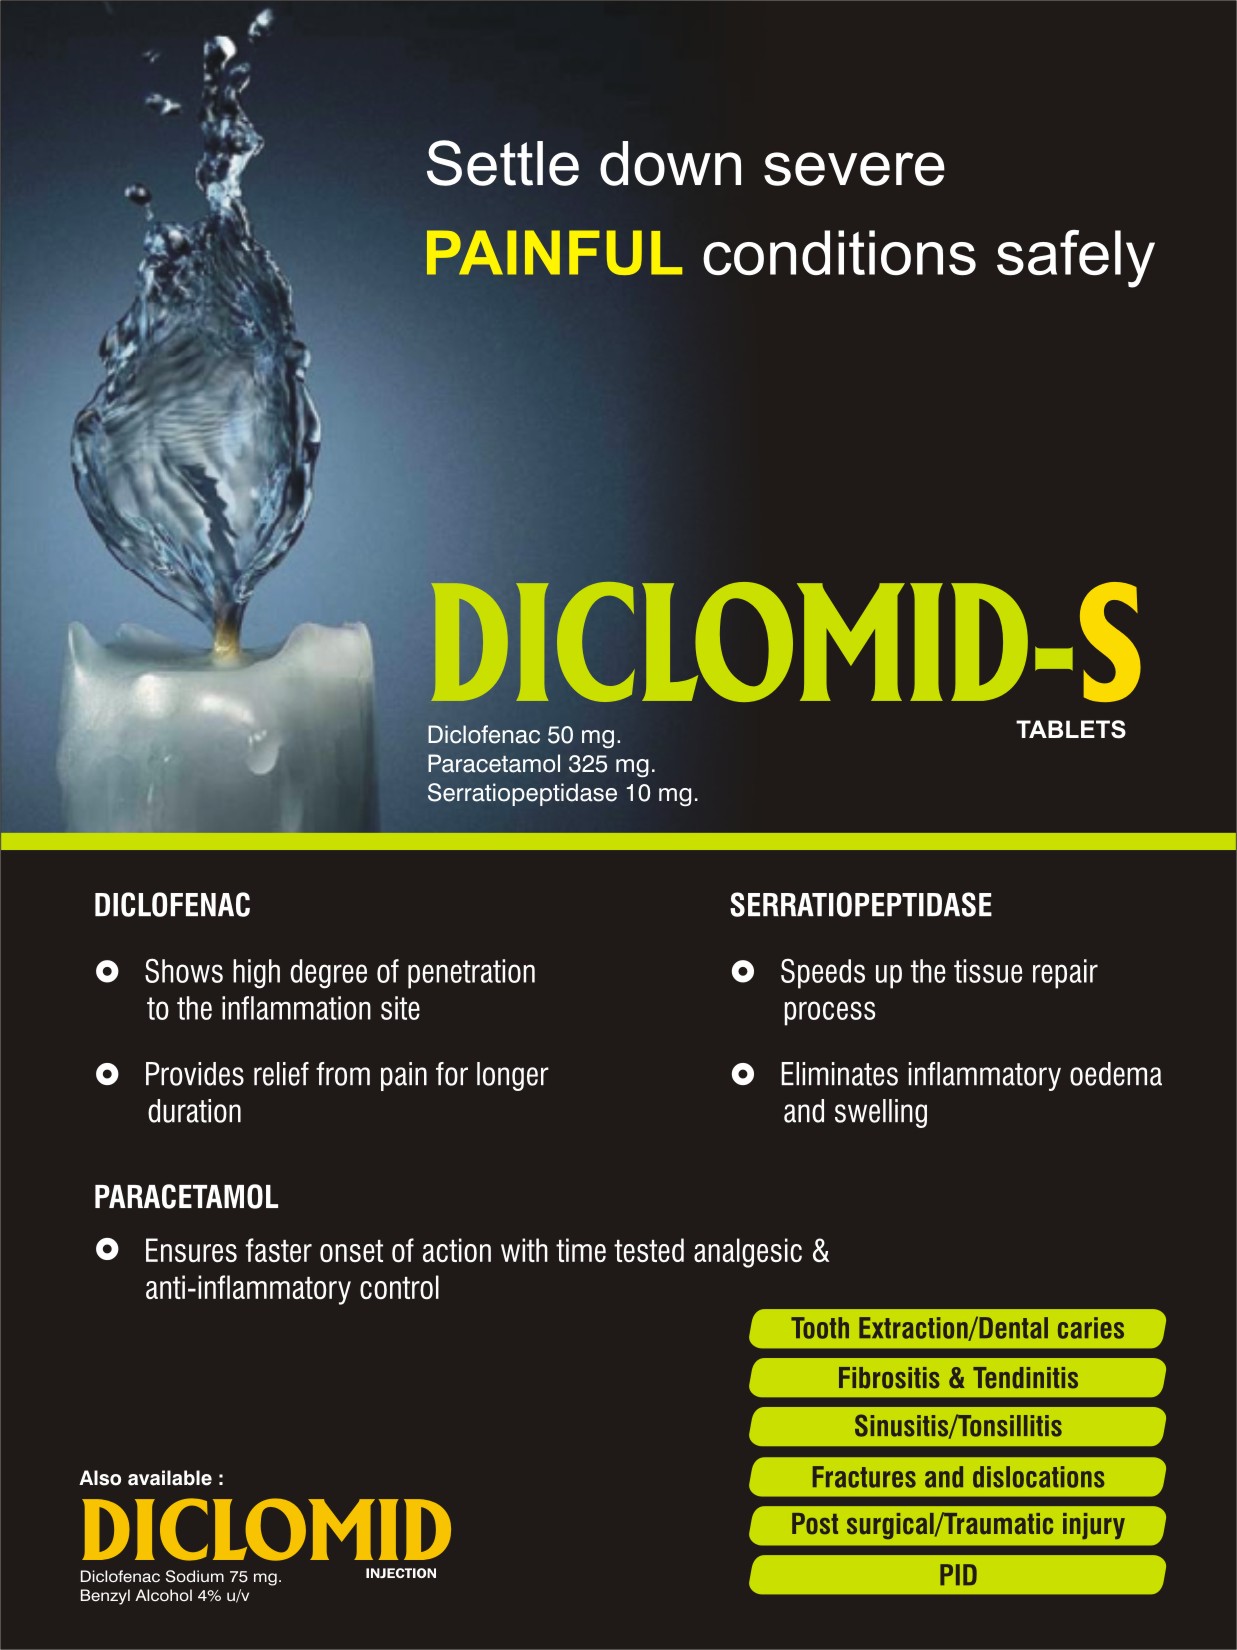 Settle down severe
PAINFUL conditions safely
DICLOMID-S
TABLETS
Diclofenac 50 mg.
Paracetamol 325 mg.
Serratiopeptidase 10 mg.
DICLOFENAC
Shows high degree of penetration
to the inflammation site
Provides relief from pain for longer
duration
SERRATIOPEPTIDASE
Speeds up the tissue repair
process
Eliminates inflammatory oedema
and swelling
PARACETAMOL
Ensures faster onset of action with time tested analgesic &
anti-inflammatory control
Tooth Extraction/Dental caries
Fibrositis & Tendinitis
Sinusitis/Tonsillitis
Fractures and dislocations
Post surgical/Traumatic injury
PID
Also available :
DICLOMID
INJECTION
Diclofenac Sodium 75 mg.
Benzyl Alcohol 4% u/v